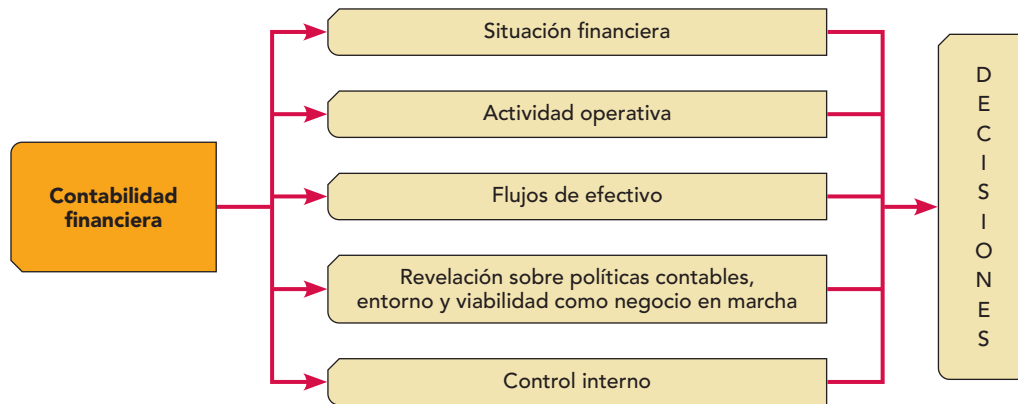 Situación financiera
Actividad operativa
Contabilidad
financiera
Flujos de efectivo
Revelación sobre políticas contables,
entorno y viabilidad como negocio en marcha
Control interno
DECISIONES